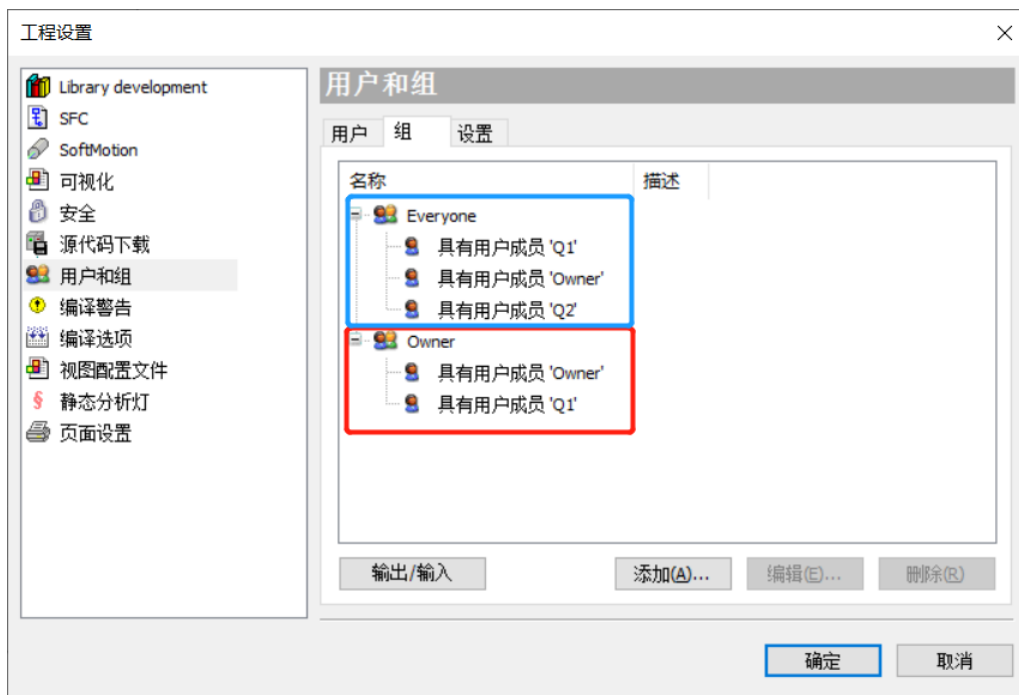 工程设置
Library development
SFC
SoftMotion
可视化
安全
源代码下载
用户和组
编译警告
编译选项
视图配置文件
静态分析灯
页面设置
用户和组
用户 组 设置
名称 描述
Everyone
具有用户成员 'Q1'
具有用户成员 'Owner'
具有用户成员 'Q2'
Owner
具有用户成员 'Owner'
具有用户成员 'Q1'
输出/输入 添加(A)... 编辑(E)... 删除(R)
确定 取消